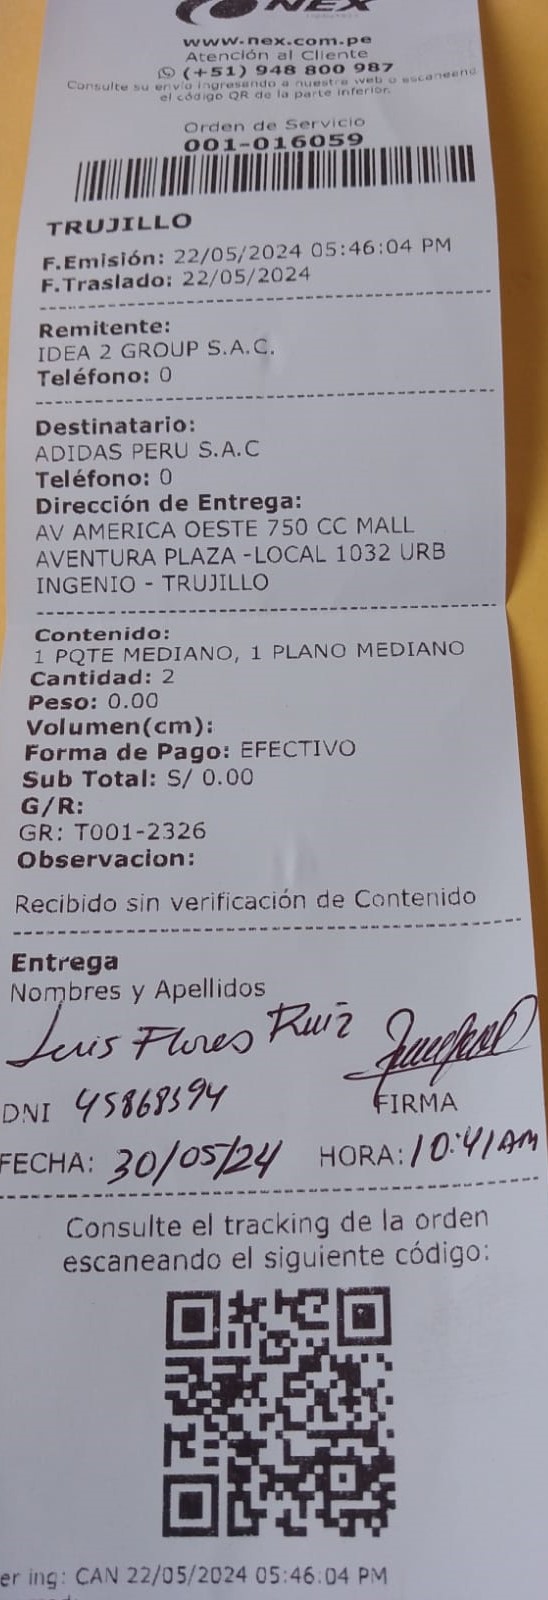 NEX
www.nex.com.pe
Atención al Cliente
(+51) 948 800 987
Consulte su envío ingresando a nuestra web o escaneand
el código QR de la parte inferior.
Orden de Servicio
001-016059
TRUJILLO
F.Emisión: 22/05/2024 05:46:04 PM
F.Traslado: 22/05/2024
Remitente:
IDEA 2 GROUP S.A.C.
Teléfono: 0
Destinatario:
ADIDAS PERU S.A.C
Teléfono: 0
Dirección de Entrega:
AV AMERICA OESTE 750 CC MALL
AVENTURA PLAZA -LOCAL 1032 URB
INGENIO - TRUJILLO
Contenido:
1 PQTE MEDIANO, 1 PLANO MEDIANO
Cantidad: 2
Peso: 0.00
Volumen(cm):
Forma de Pago: EFECTIVO
Sub Total: S/ 0.00
G/R:
GR: T001-2326
Observacion:
Recibido sin verificación de Contenido
Entrega
Nombres y Apellidos
Luis Flores Ruiz
DNI 45868394
FIRMA
FECHA: 30/05/24 HORA: 10:41AM
Consulte el tracking de la orden
escaneando el siguiente código:
er ing: CAN 22/05/2024 05:46:04 PM